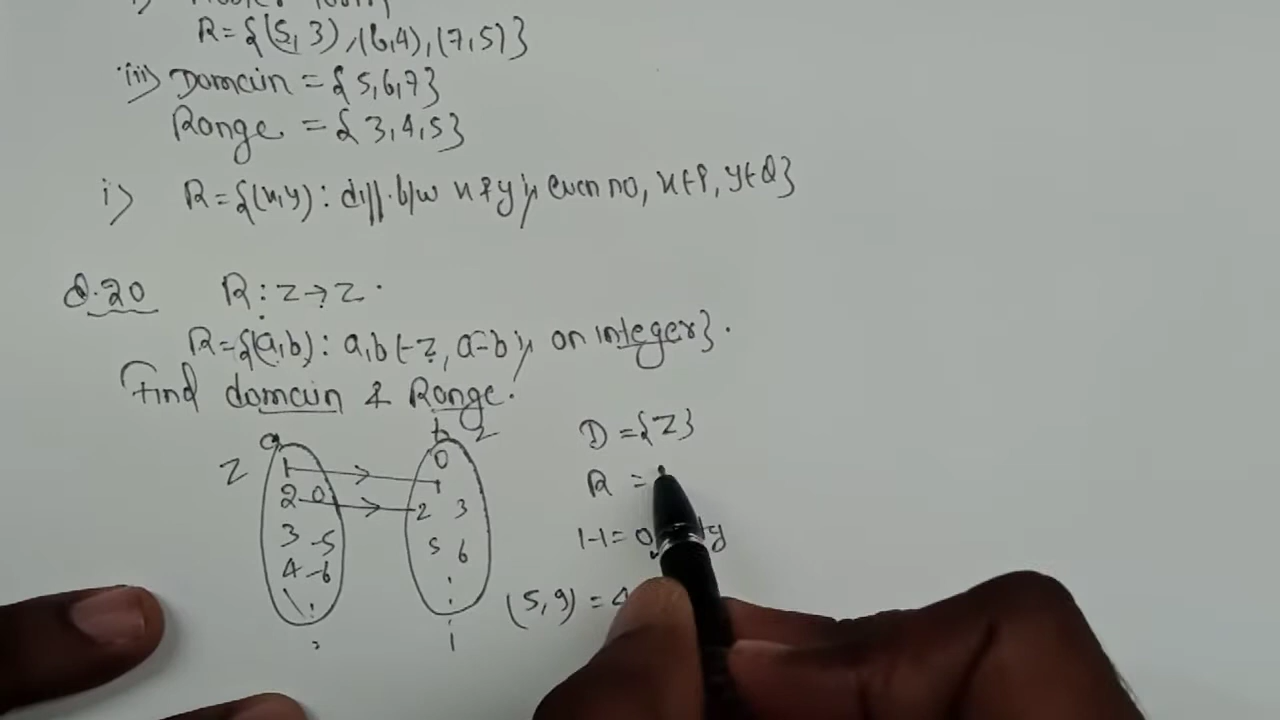 R={(5,3),(6,4),(7,5)}
iii) Domain = {5,6,7}
Range = {3,4,5}
i) R={(x,y): diff. b/w x & y is even no, x∈P, y∈Q}
Q.20 R: Z→Z.
R={(a,b): a,b∈Z, a-b is an integer}.
Find domain & Range.
a b Z
Z
1 0
2 0 1
3 -5 2 3
4 -6 5 6
D = {Z}
R =
1-1=0
(5,9) =